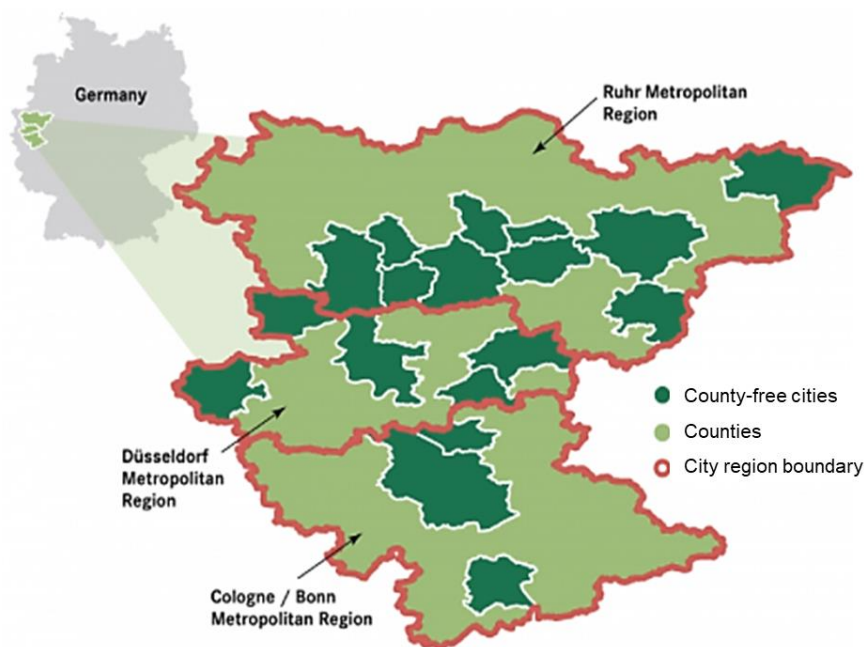 Germany
Ruhr Metropolitan
Region
County-free cities
Counties
City region boundary
Düsseldorf
Metropolitan
Region
Cologne / Bonn
Metropolitan Region